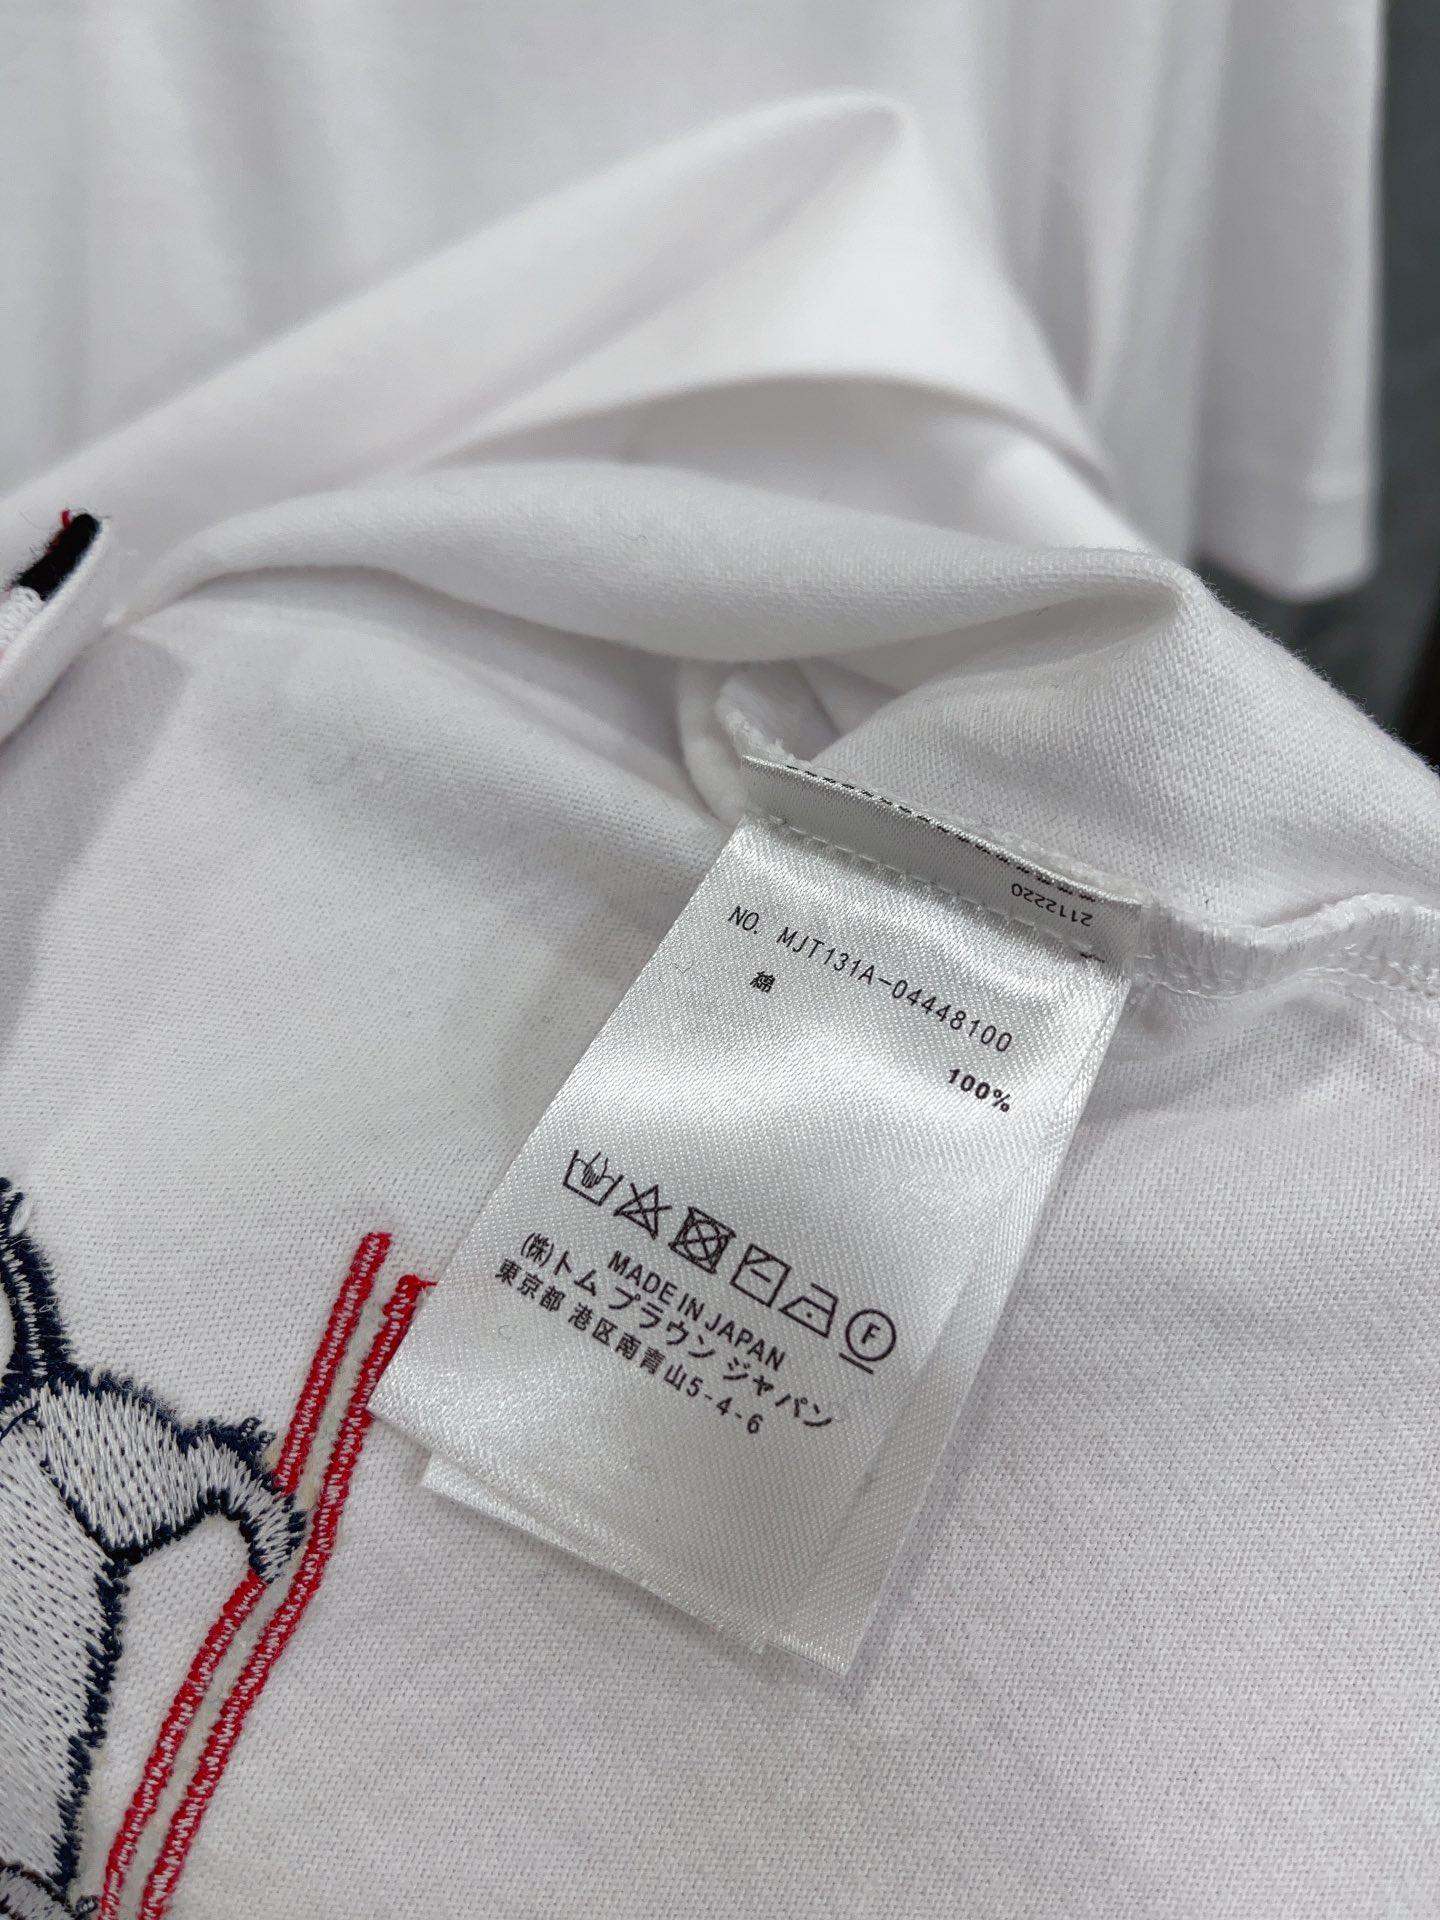 2112220
NO. MJT131A-04448100
綿 100%
F
MADE IN JAPAN
(株)トム ブラウン ジャパン
東京都 港区南青山5-4-6